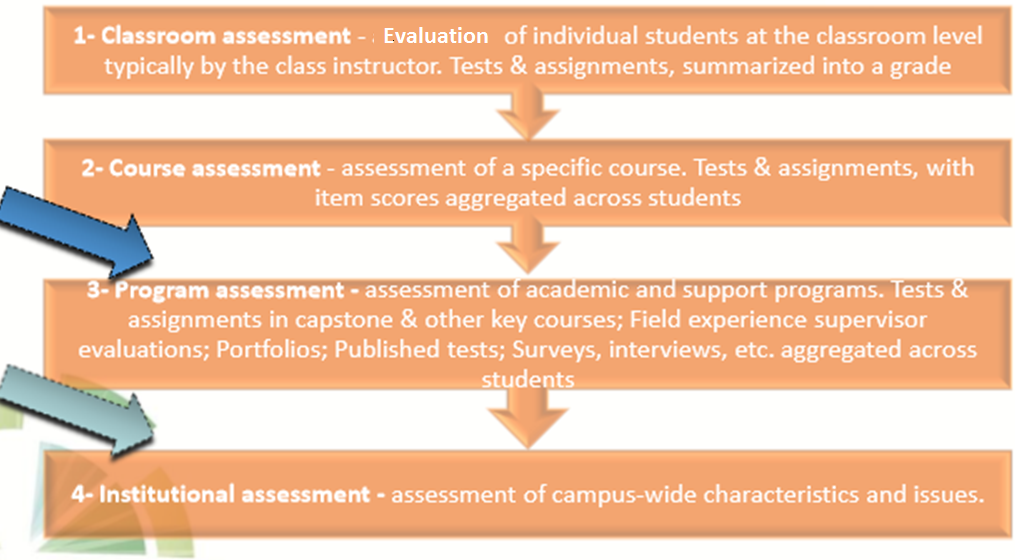 1- Classroom assessment - Evaluation of individual students at the classroom level
typically by the class instructor. Tests & assignments, summarized into a grade
2- Course assessment - assessment of a specific course. Tests & assignments, with
item scores aggregated across students
3- Program assessment - assessment of academic and support programs. Tests &
assignments in capstone & other key courses; Field experience supervisor
evaluations; Portfolios; Published tests; Surveys, interviews, etc. aggregated across
students
4- Institutional assessment - assessment of campus-wide characteristics and issues.